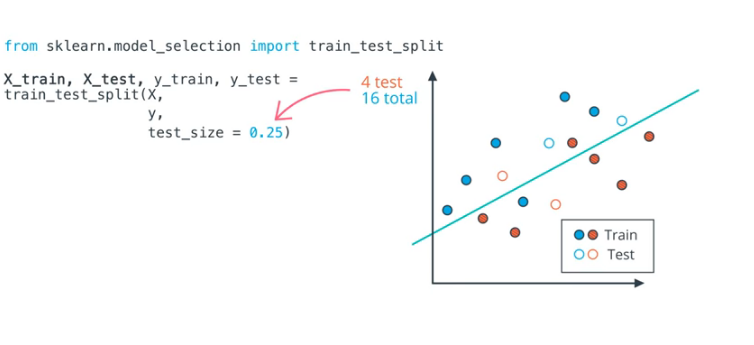 from sklearn.model_selection import train_test_split
X_train, X_test, y_train, y_test =
train_test_split(X,
y,
test_size = 0.25)
4 test
16 total
Train
Test